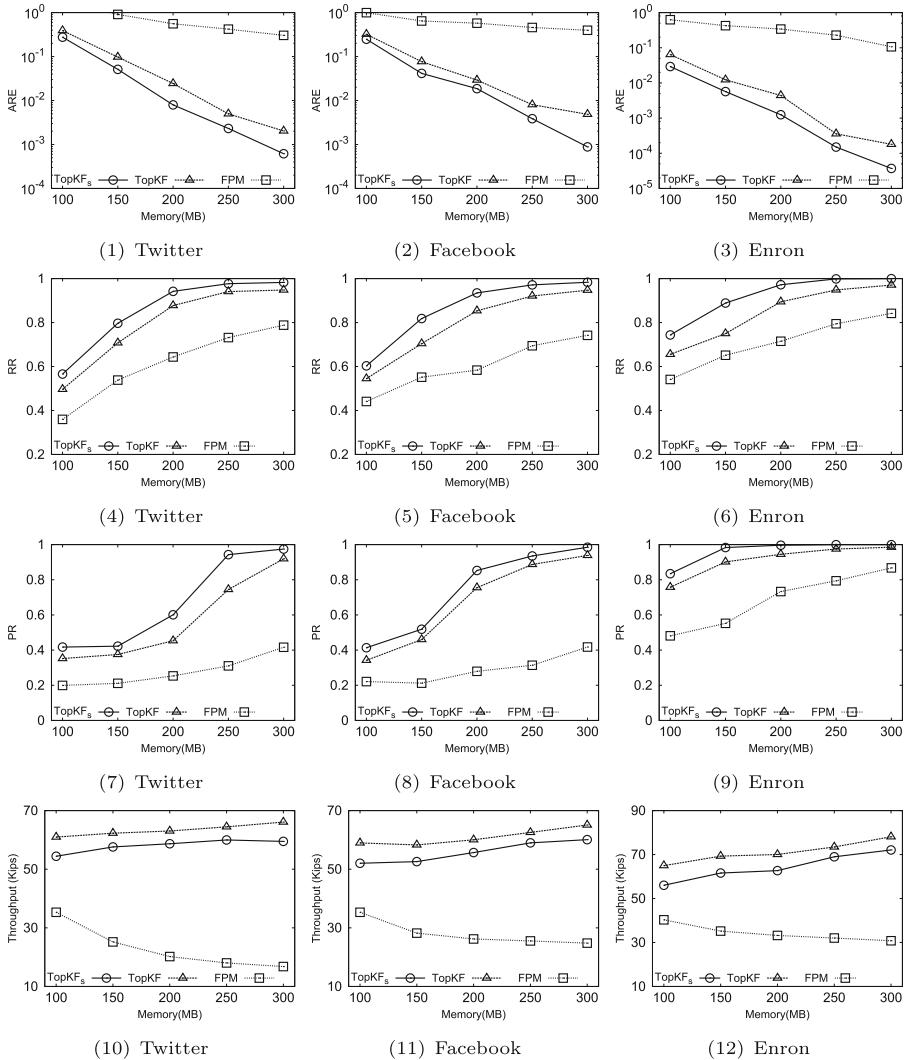 10^0
10^-1
10^-2
10^-3
10^-4
ARE
TopKF_s TopKF FPM
100 150 200 250 300
Memory(MB)
(1) Twitter
10^0
10^-1
10^-2
10^-3
10^-4
ARE
TopKF_s TopKF FPM
100 150 200 250 300
Memory(MB)
(2) Facebook
10^0
10^-1
10^-2
10^-3
10^-4
10^-5
ARE
TopKF_s TopKF FPM
100 150 200 250 300
Memory(MB)
(3) Enron
1
0.8
0.6
0.4
0.2
RR
TopKF_s TopKF FPM
100 150 200 250 300
Memory(MB)
(4) Twitter
1
0.8
0.6
0.4
0.2
RR
TopKF_s TopKF FPM
100 150 200 250 300
Memory(MB)
(5) Facebook
1
0.8
0.6
0.4
0.2
RR
TopKF_s TopKF FPM
100 150 200 250 300
Memory(MB)
(6) Enron
1
0.8
0.6
0.4
0.2
0
PR
TopKF_s TopKF FPM
100 150 200 250 300
Memory(MB)
(7) Twitter
1
0.8
0.6
0.4
0.2
0
PR
TopKF_s TopKF FPM
100 150 200 250 300
Memory(MB)
(8) Facebook
1
0.8
0.6
0.4
0.2
0
PR
TopKF_s TopKF FPM
100 150 200 250 300
Memory(MB)
(9) Enron
70
50
30
10
Throughput (Kips)
TopKF_s TopKF FPM
100 150 200 250 300
Memory(MB)
(10) Twitter
70
50
30
10
Throughput (Kips)
TopKF_s TopKF FPM
100 150 200 250 300
Memory(MB)
(11) Facebook
90
70
50
30
10
Throughput (Kips)
TopKF_s TopKF FPM
100 150 200 250 300
Memory(MB)
(12) Enron